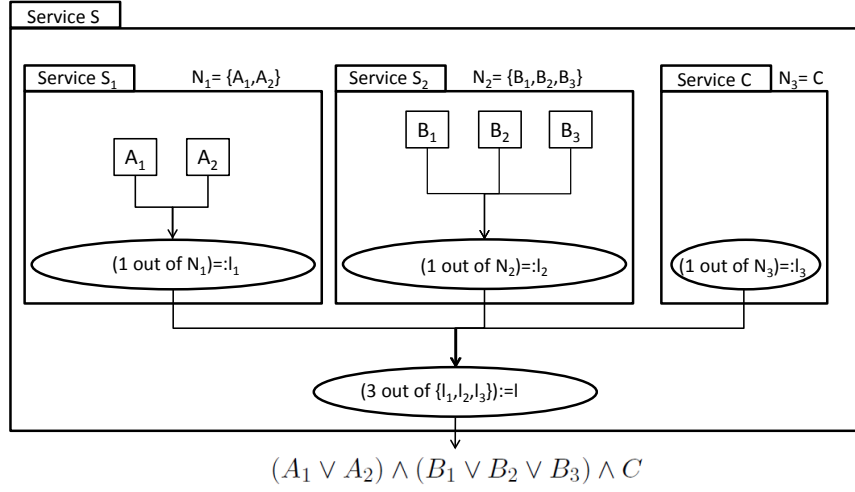 Service S
Service S₁ N₁= {A₁,A₂} Service S₂ N₂= {B₁,B₂,B₃} Service C N₃= C
B₁ B₂ B₃
A₁ A₂
(1 out of N₁)=:l₁ (1 out of N₂)=:l₂ (1 out of N₃)=:l₃
(3 out of {l₁,l₂,l₃}):=l
(A₁ ∨ A₂) ∧ (B₁ ∨ B₂ ∨ B₃) ∧ C